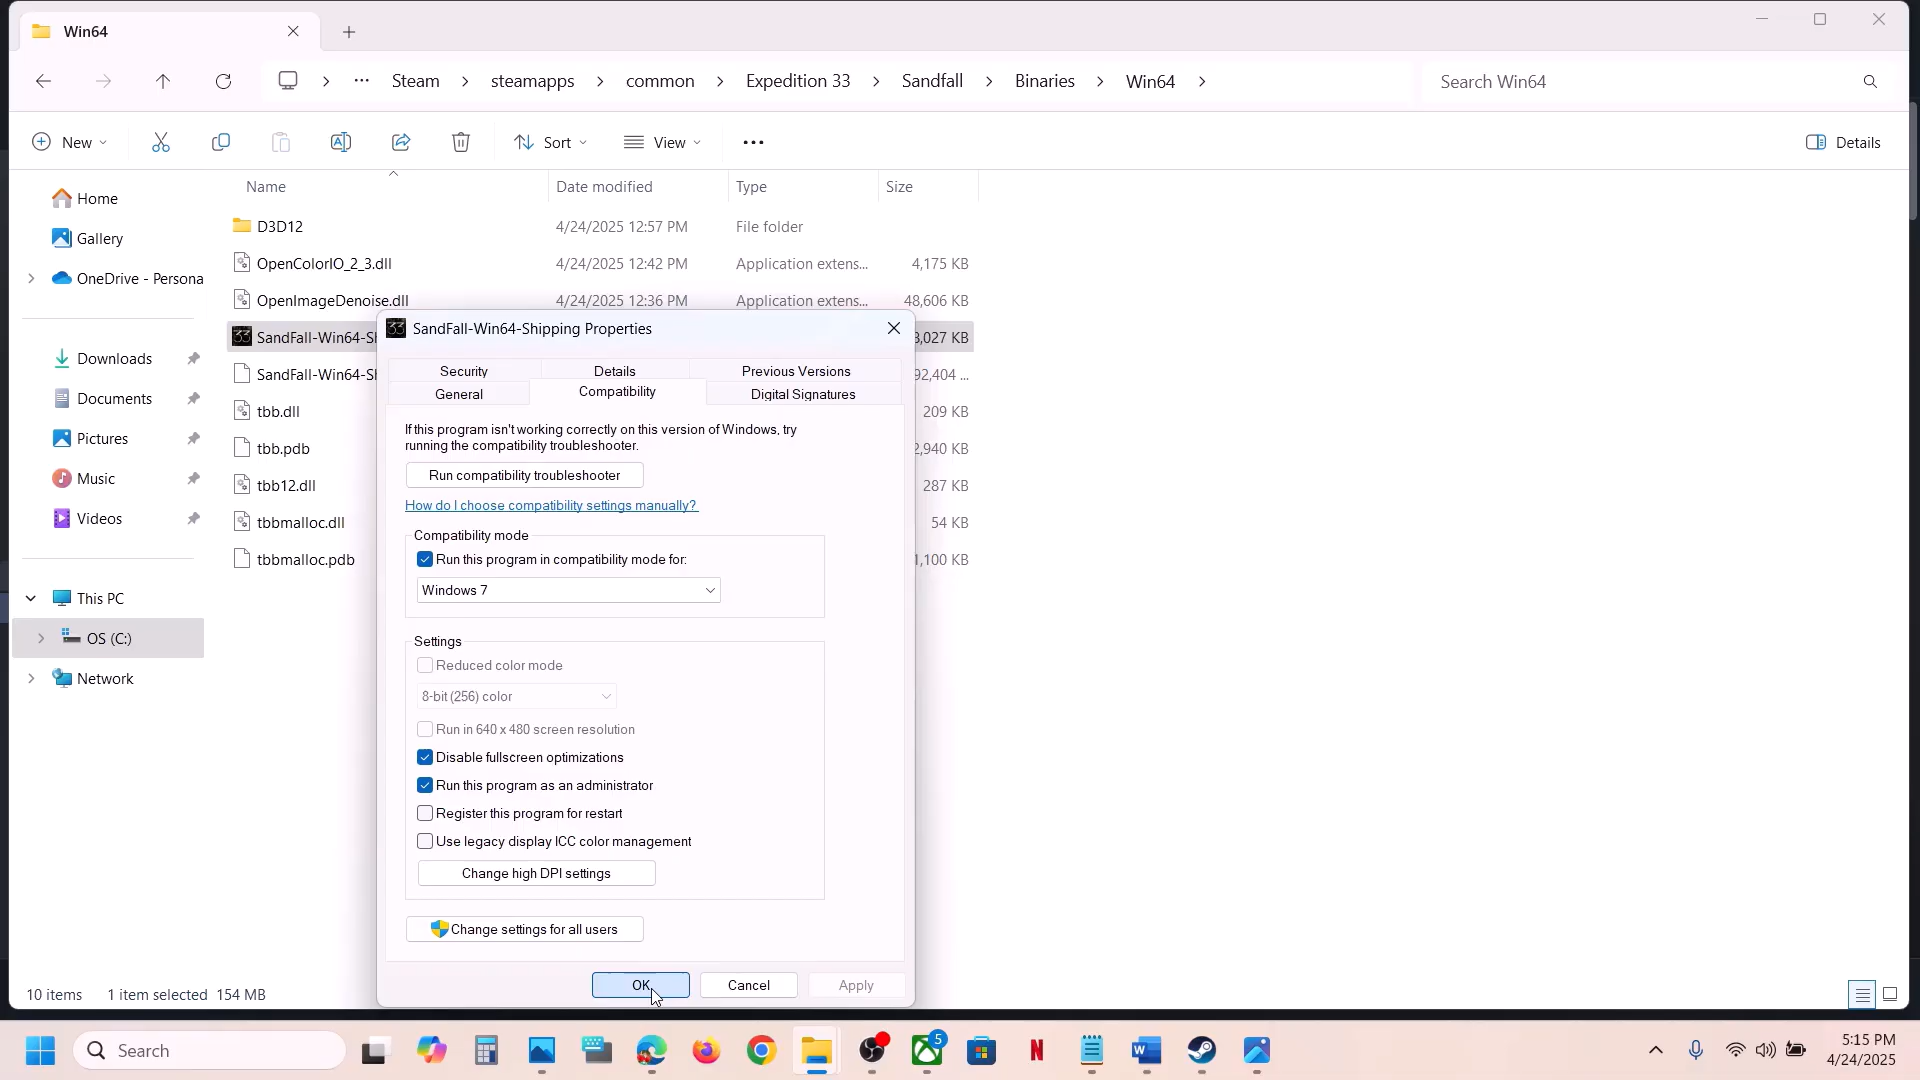 Win64
Steam
steamapps
common
Expedition 33
Sandfall
Binaries
Win64
Search Win64
New
Sort
View
Details
Name
Date modified
Type
Size
Home
Gallery
OneDrive - Persona
Downloads
Documents
Pictures
Music
Videos
This PC
OS (C:)
Network
D3D12
4/24/2025 12:57 PM
File folder
OpenColorIO_2_3.dll
4/24/2025 12:42 PM
Application extens...
4,175 KB
OpenImageDenoise.dll
4/24/2025 12:36 PM
Application extens...
48,606 KB
SandFall-Win64-S
,027 KB
SandFall-Win64-S
92,404 ...
tbb.dll
209 KB
tbb.pdb
2,940 KB
tbb12.dll
287 KB
tbbmalloc.dll
54 KB
tbbmalloc.pdb
1,100 KB
SandFall-Win64-Shipping Properties
Security
Details
Previous Versions
General
Compatibility
Digital Signatures
If this program isn't working correctly on this version of Windows, try
running the compatibility troubleshooter.
Run compatibility troubleshooter
How do I choose compatibility settings manually?
Compatibility mode
Run this program in compatibility mode for:
Windows 7
Settings
Reduced color mode
8-bit (256) color
Run in 640 x 480 screen resolution
Disable fullscreen optimizations
Run this program as an administrator
Register this program for restart
Use legacy display ICC color management
Change high DPI settings
Change settings for all users
OK
Cancel
Apply
10 items
1 item selected 154 MB
Search
5
5:15 PM
4/24/2025